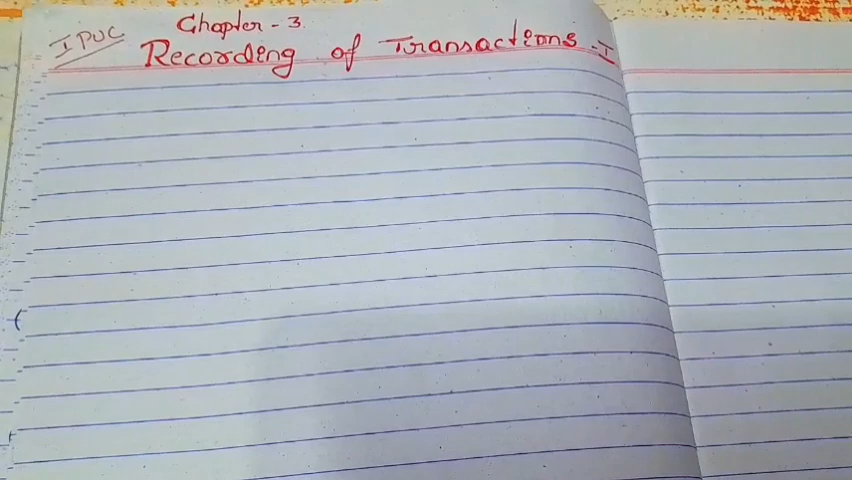 Chapter - 3.
I PUC
Recording of Transactions - I